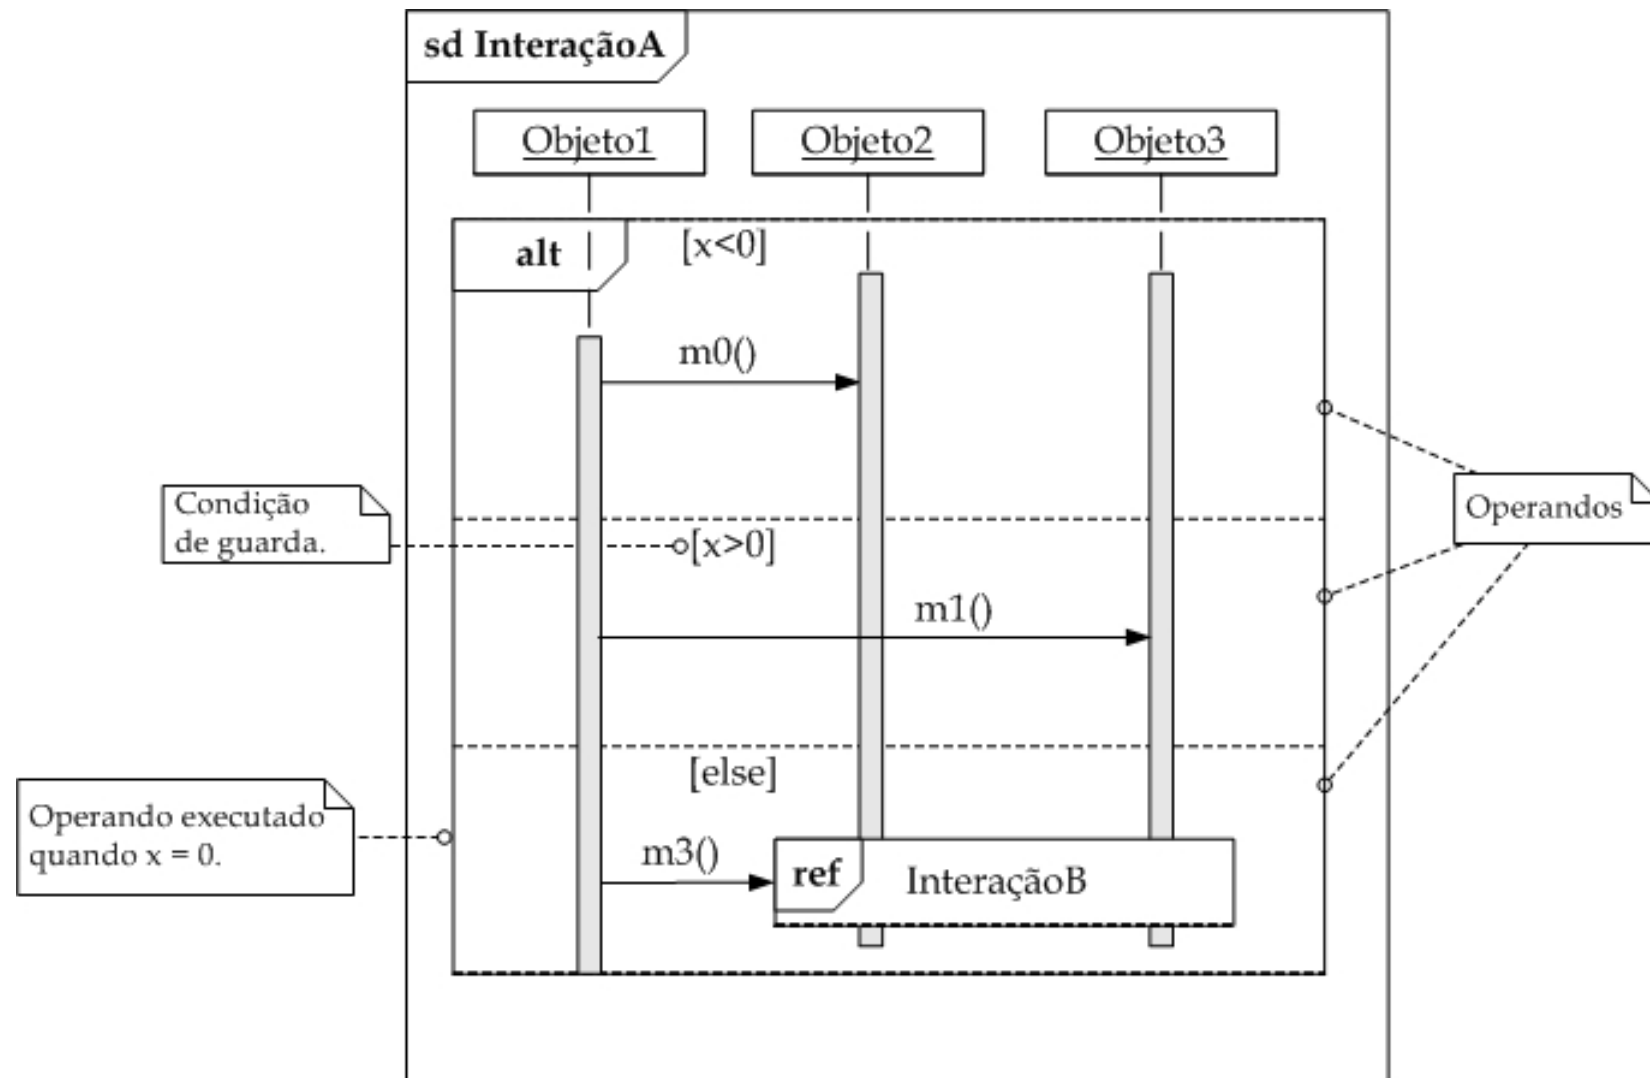 sd InteraçãoA
Objeto1
Objeto2
Objeto3
alt
[x<0]
m0()
Condição
de guarda.
[x>0]
Operandos
m1()
[else]
Operando executado
quando x = 0.
m3()
ref
InteraçãoB